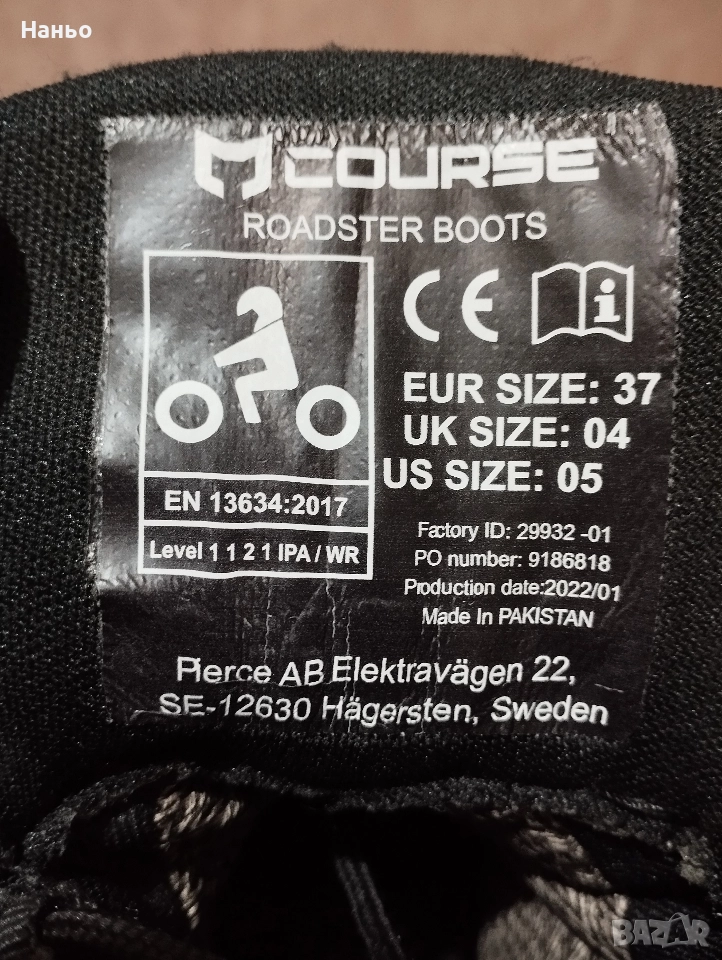 Наньо
COURSE
ROADSTER BOOTS
EUR SIZE: 37
UK SIZE: 04
US SIZE: 05
EN 13634:2017
Level 1 1 2 1 IPA / WR
Factory ID: 29932 -01
PO number: 9186818
Production date:2022/01
Made In PAKISTAN
Pierce AB Elektravägen 22,
SE-12630 Hägersten, Sweden
BAZAR